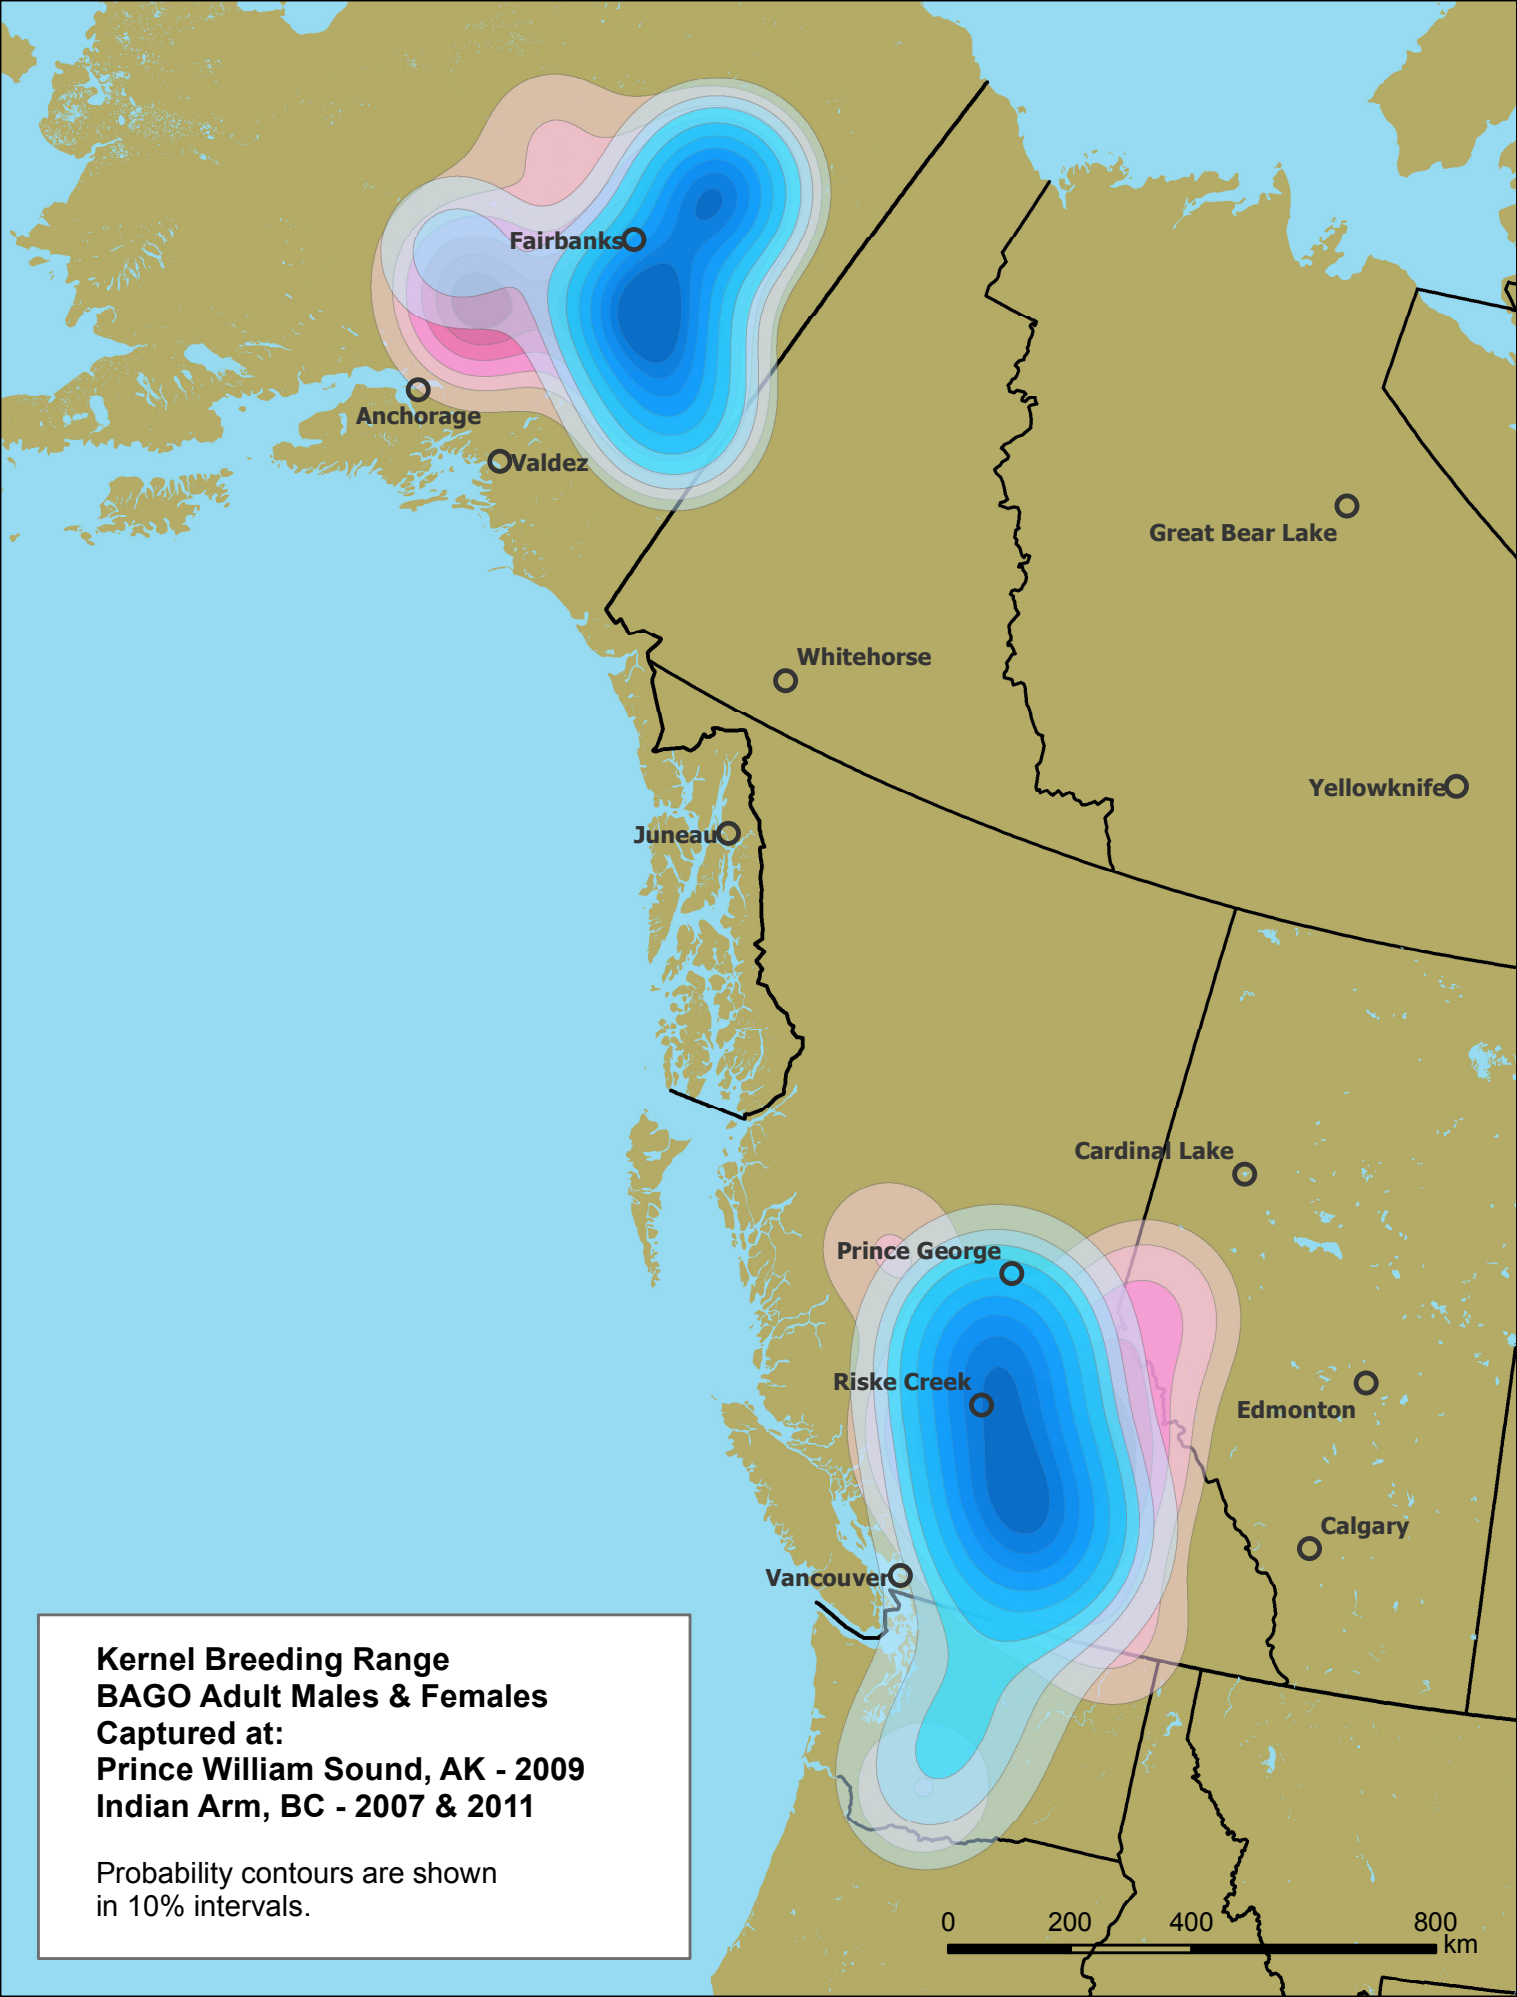 Fairbanks
Anchorage
Valdez
Great Bear Lake
Whitehorse
Yellowknife
Juneau
Cardinal Lake
Prince George
Riske Creek
Edmonton
Calgary
Vancouver
Kernel Breeding Range
BAGO Adult Males & Females
Captured at:
Prince William Sound, AK - 2009
Indian Arm, BC - 2007 & 2011
Probability contours are shown
in 10% intervals.
0 200 400 800
km